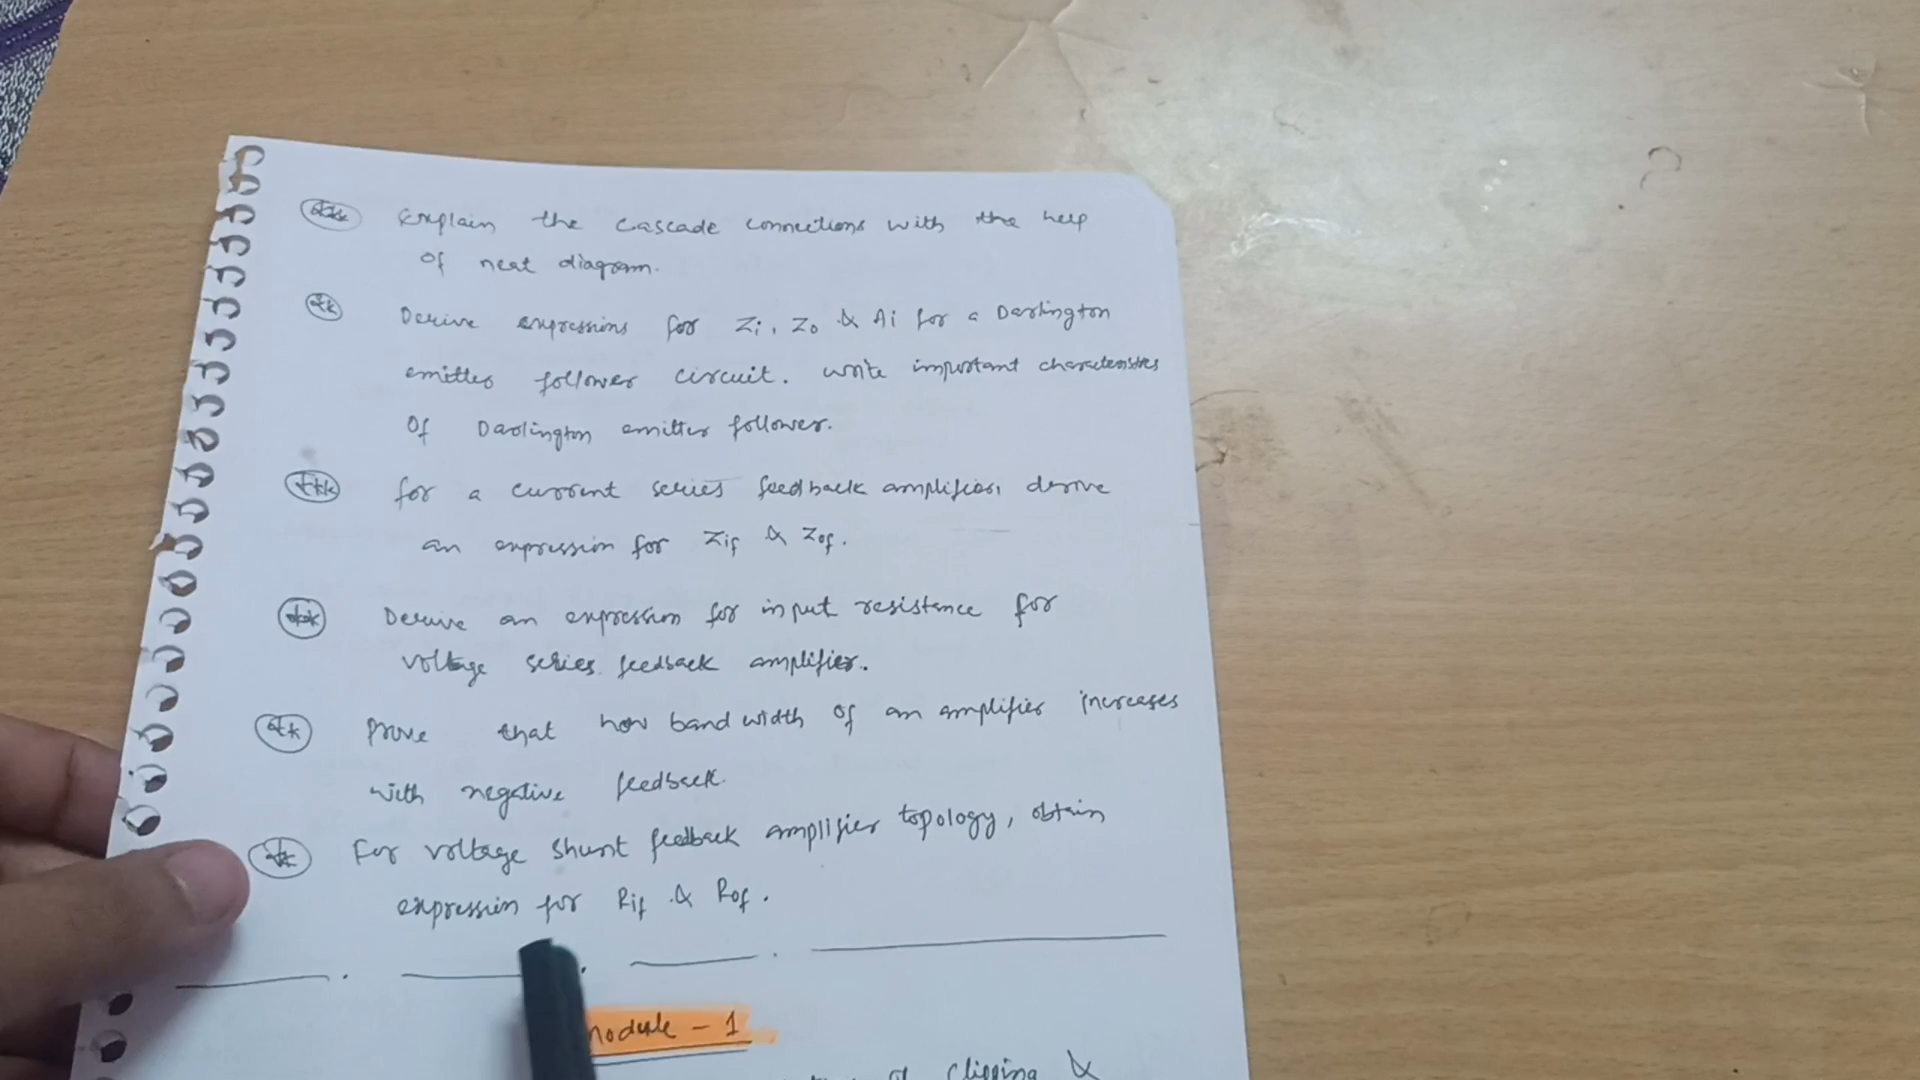 Explain the cascade connections with the help
of neat diagram.
Derive expressions for Zi, Zo & Ai for a Darlington
emitter follower circuit. write important characteristics
of Darlington emitter follower.
for a current series feedback amplifier, derive
an expression for Zif & Zof.
Derive an expression for input resistance for
voltage series feedback amplifier.
Prove that how bandwidth of an amplifier increases
with negative feedback.
For voltage shunt feedback amplifier topology, obtain
expression for Rif & Rof.
module - 1
of clipping &